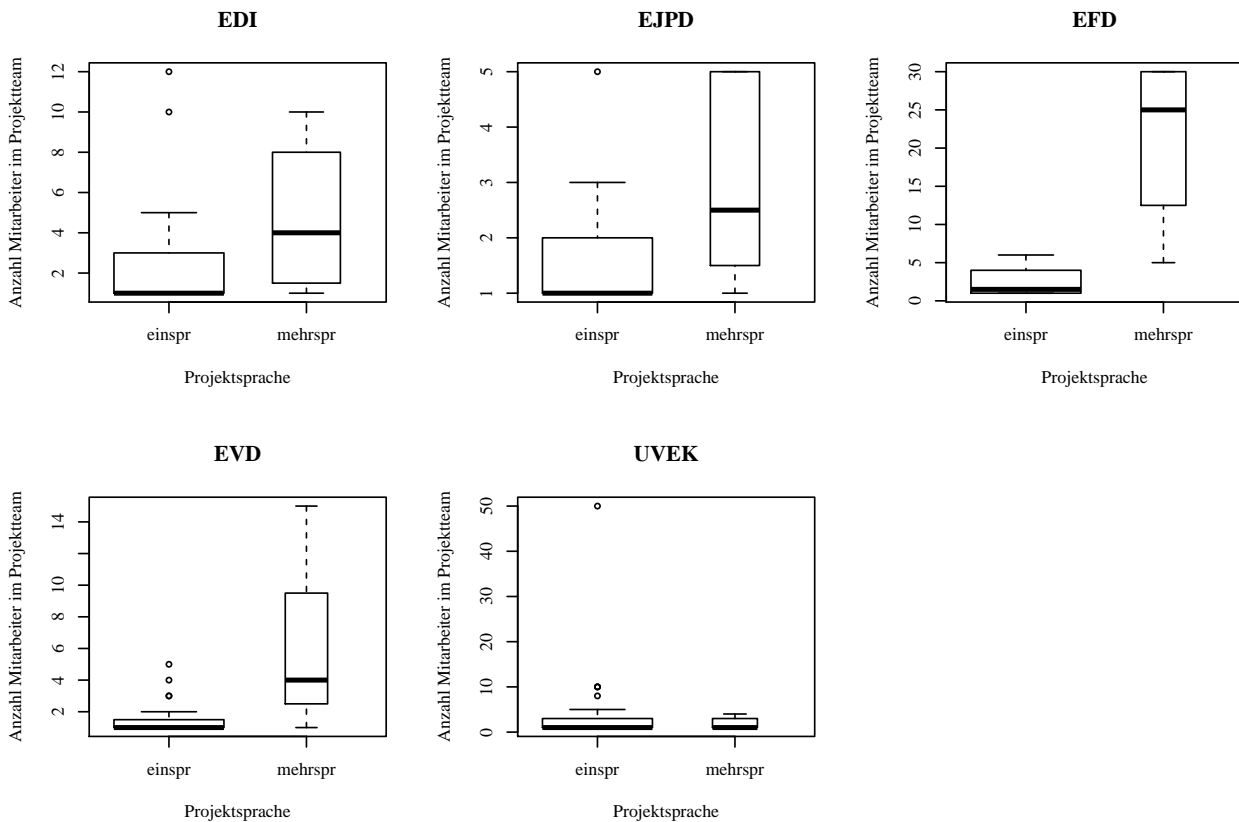 EDI
Anzahl Mitarbeiter im Projektteam
12
10
8
6
4
2
einspr mehrspr
Projektsprache
EJPD
Anzahl Mitarbeiter im Projektteam
5
4
3
2
1
einspr mehrspr
Projektsprache
EFD
Anzahl Mitarbeiter im Projektteam
30
25
20
15
10
5
0
einspr mehrspr
Projektsprache
EVD
Anzahl Mitarbeiter im Projektteam
14
10
8
6
4
2
einspr mehrspr
Projektsprache
UVEK
Anzahl Mitarbeiter im Projektteam
50
40
30
20
10
0
einspr mehrspr
Projektsprache